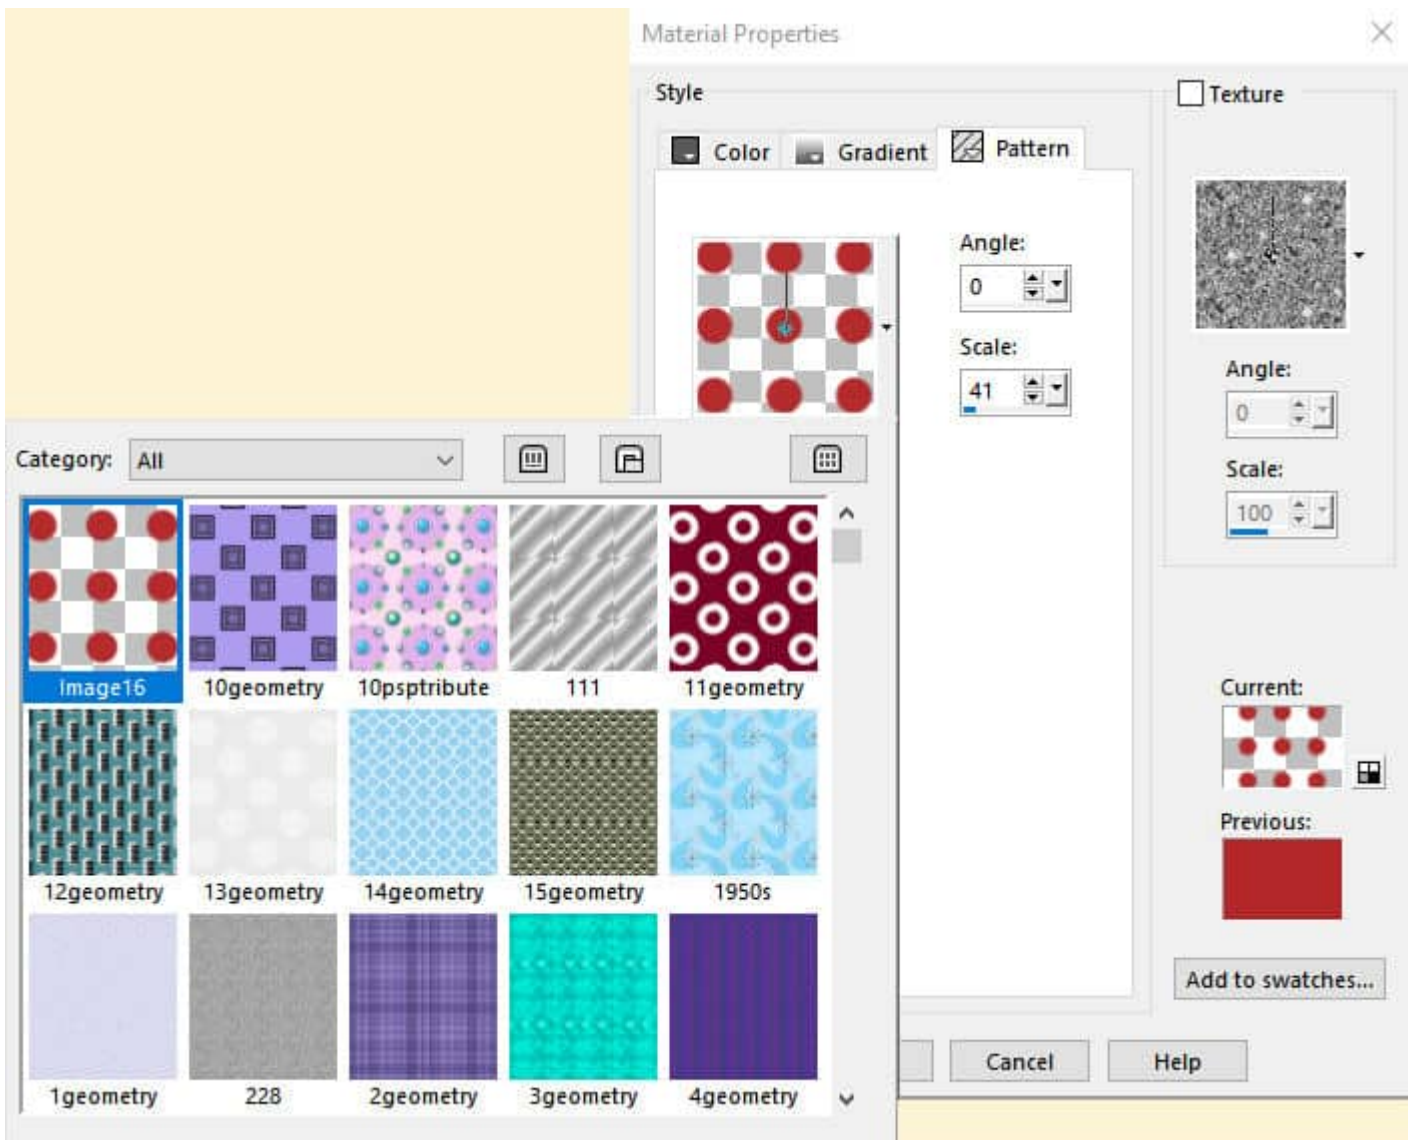 Material Properties
Style
Texture
Color
Gradient
Pattern
Angle:
0
Scale:
41
Angle:
0
Scale:
100
Category: All
Image16
10geometry
10psptribute
111
11geometry
12geometry
13geometry
14geometry
15geometry
1950s
1geometry
228
2geometry
3geometry
4geometry
Current:
Previous:
Add to swatches...
Cancel
Help